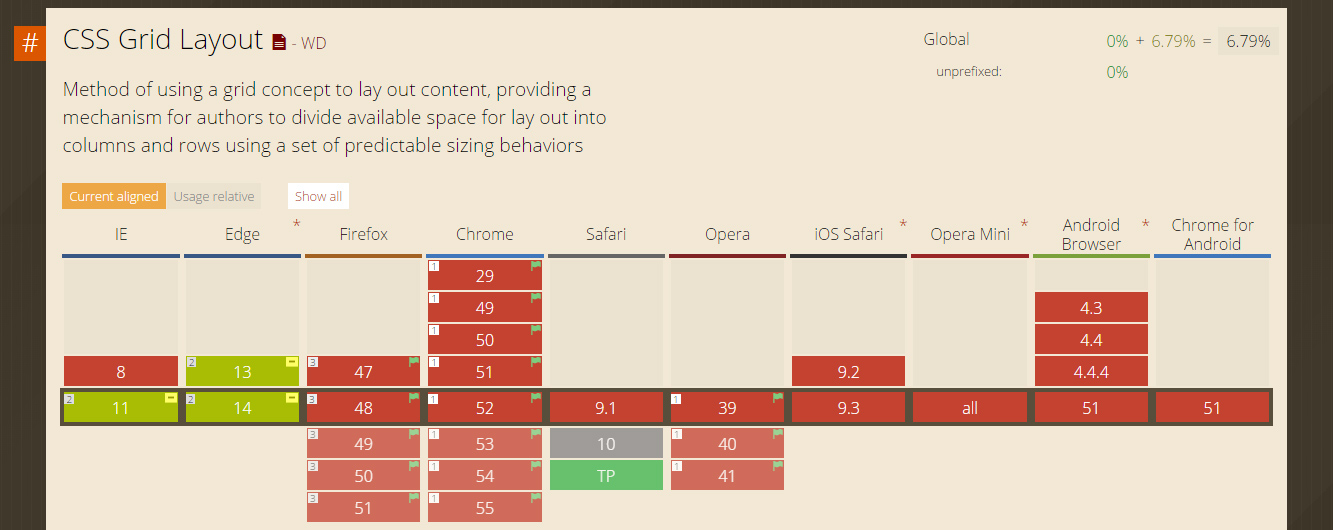 # CSS Grid Layout - WD
Global 0% + 6.79% = 6.79%
unprefixed: 0%
Method of using a grid concept to lay out content, providing a
mechanism for authors to divide available space for lay out into
columns and rows using a set of predictable sizing behaviors
Current aligned Usage relative Show all
IE Edge * Firefox Chrome Safari Opera iOS Safari * Opera Mini * Android Browser * Chrome for Android
1 29
1 49 4.3
1 50 4.4
8 2 13 3 47 1 51 9.2 4.4.4
2 11 2 14 3 48 1 52 9.1 1 39 9.3 all 51 51
3 49 1 53 10 1 40
3 50 1 54 TP 1 41
3 51 1 55